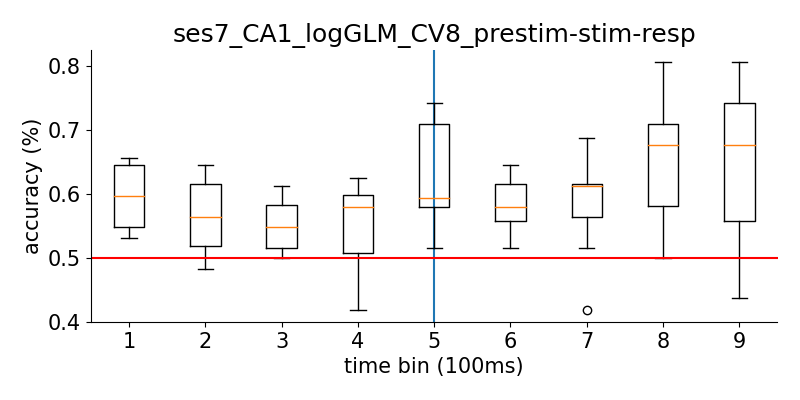 ses7_CA1_logGLM_CV8_prestim-stim-resp
accuracy (%)
0.8
0.7
0.6
0.5
0.4
1 2 3 4 5 6 7 8 9
time bin (100ms)